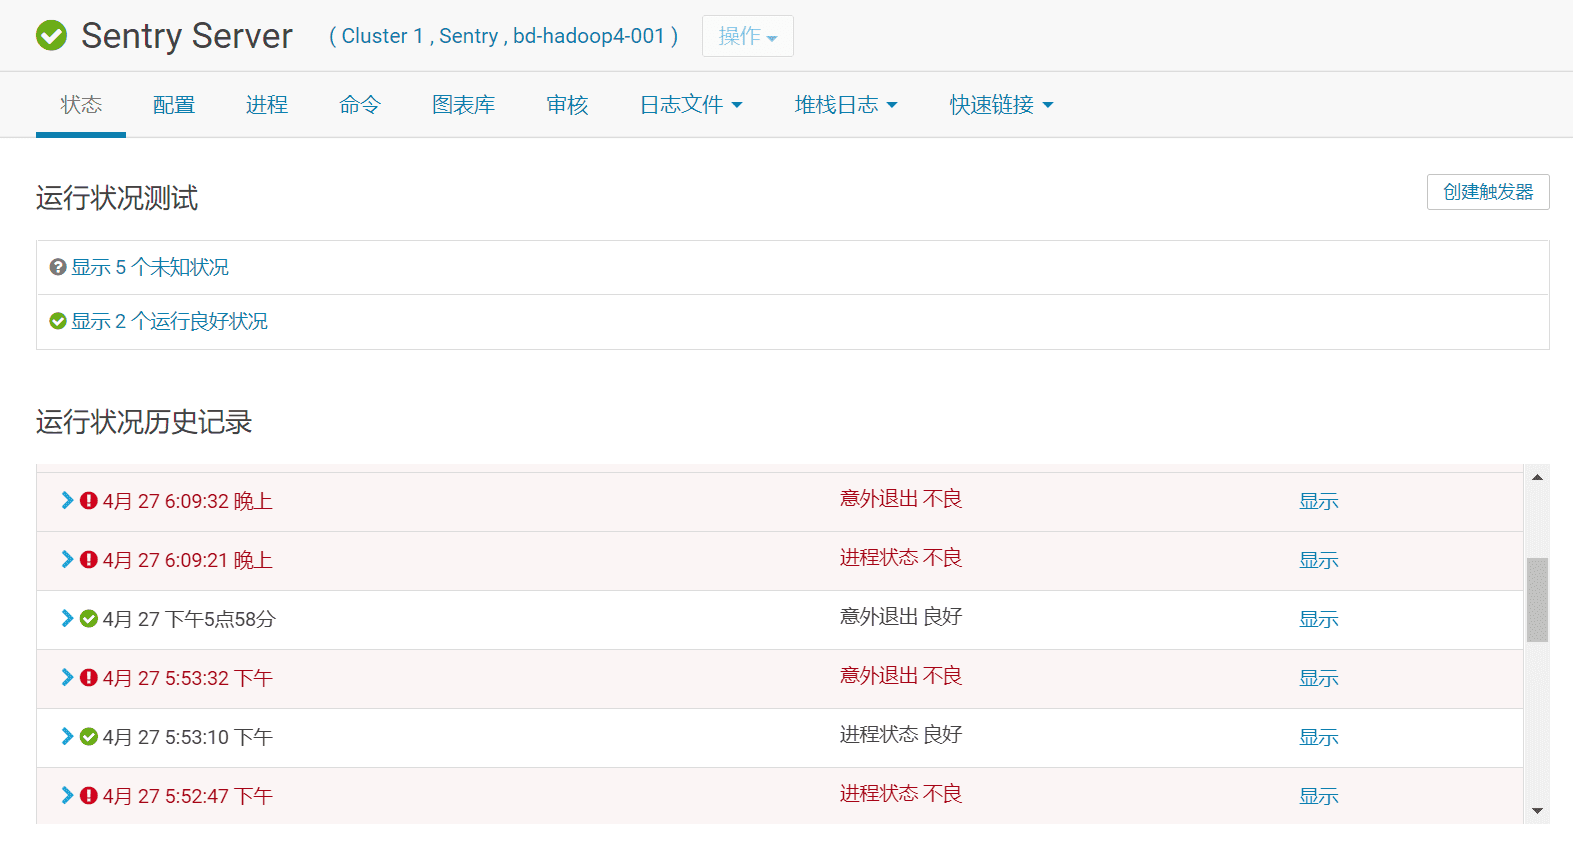 Sentry Server ( Cluster 1 , Sentry , bd-hadoop4-001 ) 操作
状态 配置 进程 命令 图表库 审核 日志文件 堆栈日志 快速链接
运行状况测试 创建触发器
显示 5 个未知状况
显示 2 个运行良好状况
运行状况历史记录
4月 27 6:09:32 晚上 意外退出 不良 显示
4月 27 6:09:21 晚上 进程状态 不良 显示
4月 27 下午5点58分 意外退出 良好 显示
4月 27 5:53:32 下午 意外退出 不良 显示
4月 27 5:53:10 下午 进程状态 良好 显示
4月 27 5:52:47 下午 进程状态 不良 显示